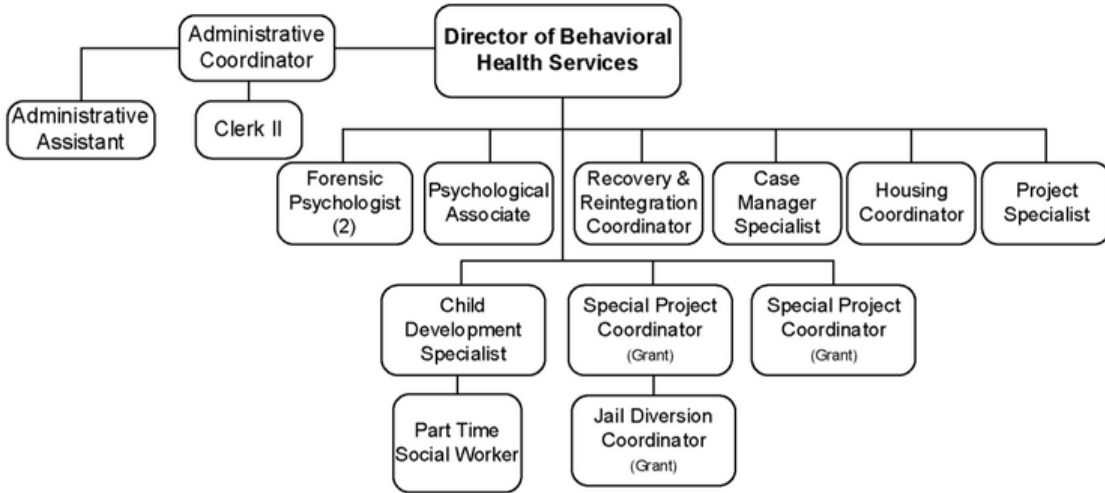 Administrative
Coordinator
Director of Behavioral
Health Services
Administrative
Assistant
Clerk II
Forensic
Psychologist
(2)
Psychological
Associate
Recovery &
Reintegration
Coordinator
Case
Manager
Specialist
Housing
Coordinator
Project
Specialist
Child
Development
Specialist
Special Project
Coordinator
(Grant)
Special Project
Coordinator
(Grant)
Part Time
Social Worker
Jail Diversion
Coordinator
(Grant)